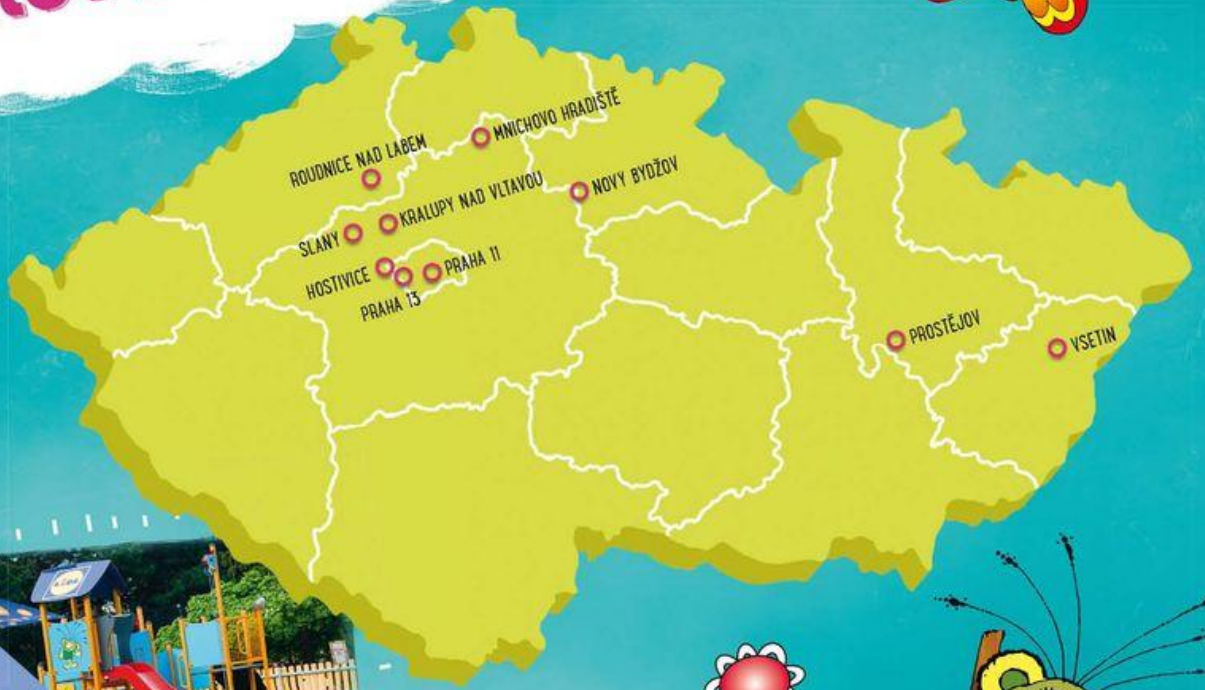 MNICHOVO HRADIŠTĚ
ROUDNICE NAD LABEM
NOVY BYDŽOV
KRALUPY NAD VLTAVOU
SLANY
HOSTIVICE
PRAHA 11
PRAHA 13
PROSTĚJOV
VSETIN